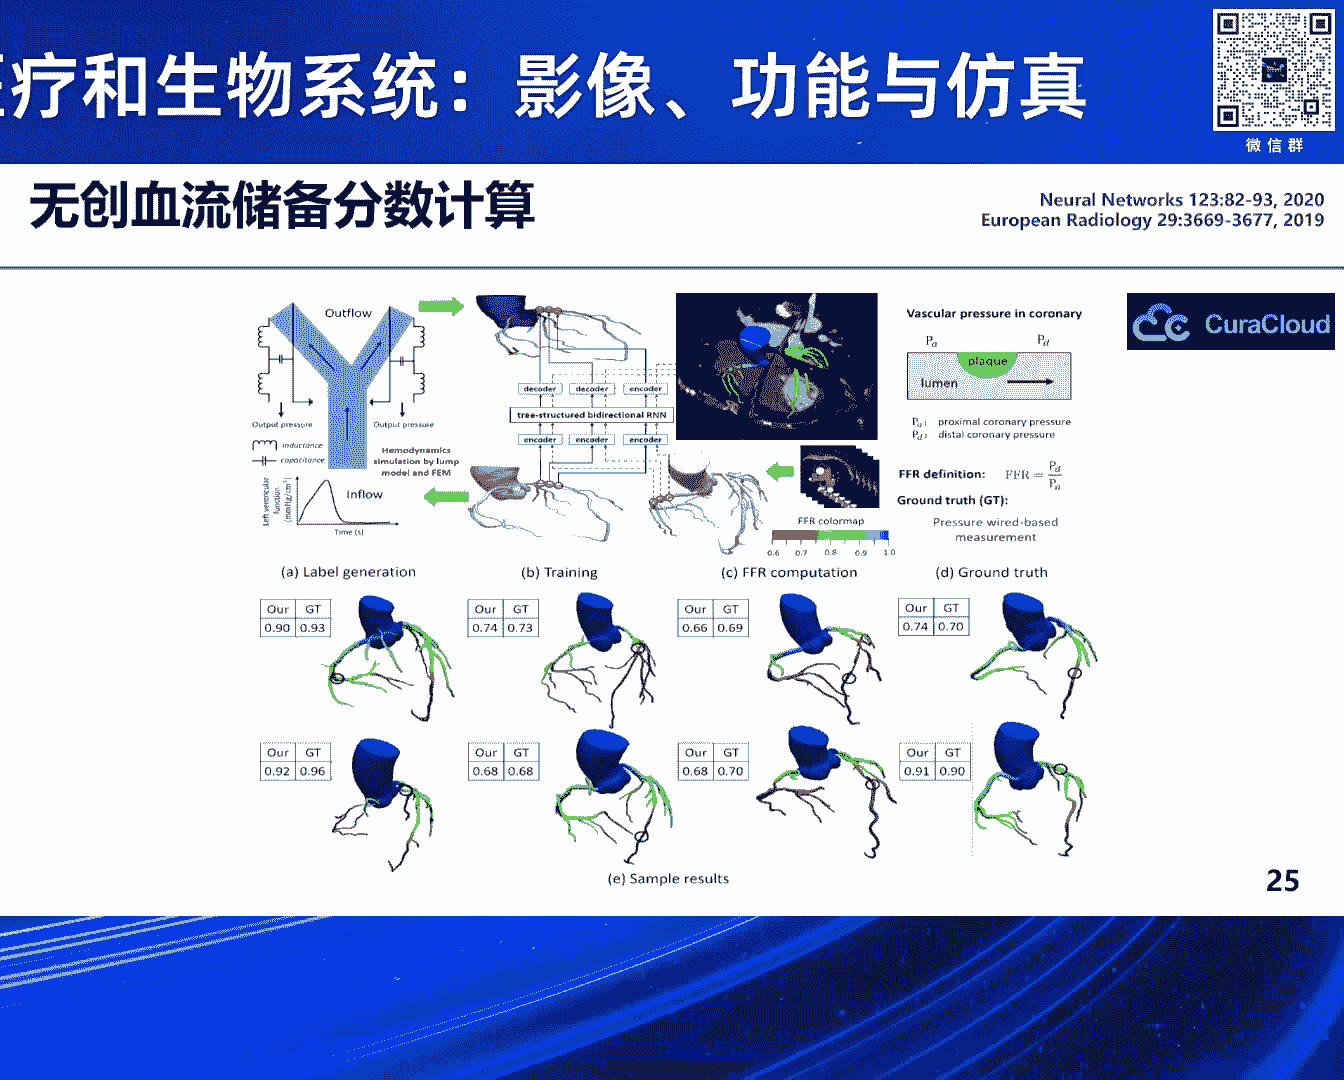 疗和生物系统：影像、功能与仿真
微信群
无创血流储备分数计算
Neural Networks 123:82-93, 2020
European Radiology 29:3669-3677, 2019
CuraCloud
Outflow
Output pressure
Output pressure
inductance
capacitance
Hemodynamics
simulation by lump
model and FEM
Left ventricular
function
(mmHg/cm³)
Inflow
Time (s)
(a) Label generation
decoder decoder encoder
tree-structured bidirectional RNN
encoder encoder encoder
(b) Training
FFR colormap
0.6 0.7 0.8 0.9 1.0
(c) FFR computation
Vascular pressure in coronary
Pa Pd
plaque
lumen
Pa: proximal coronary pressure
Pd: distal coronary pressure
FFR definition: FFR = Pd/Pa
Ground truth (GT):
Pressure wired-based
measurement
(d) Ground truth
Our GT
0.90 0.93
Our GT
0.74 0.73
Our GT
0.66 0.69
Our GT
0.74 0.70
Our GT
0.92 0.96
Our GT
0.68 0.68
Our GT
0.68 0.70
Our GT
0.91 0.90
(e) Sample results
25